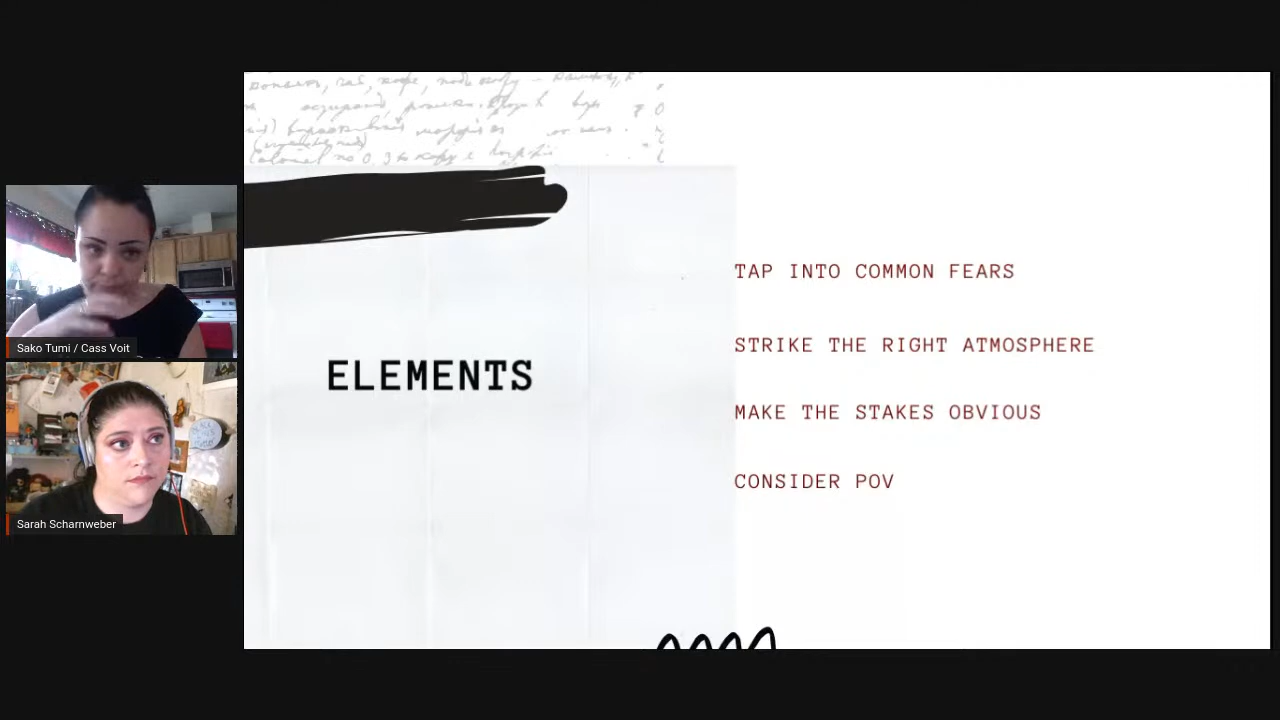 Sako Tumi / Cass Voit
Sarah Scharnweber
ELEMENTS
TAP INTO COMMON FEARS
STRIKE THE RIGHT ATMOSPHERE
MAKE THE STAKES OBVIOUS
CONSIDER POV